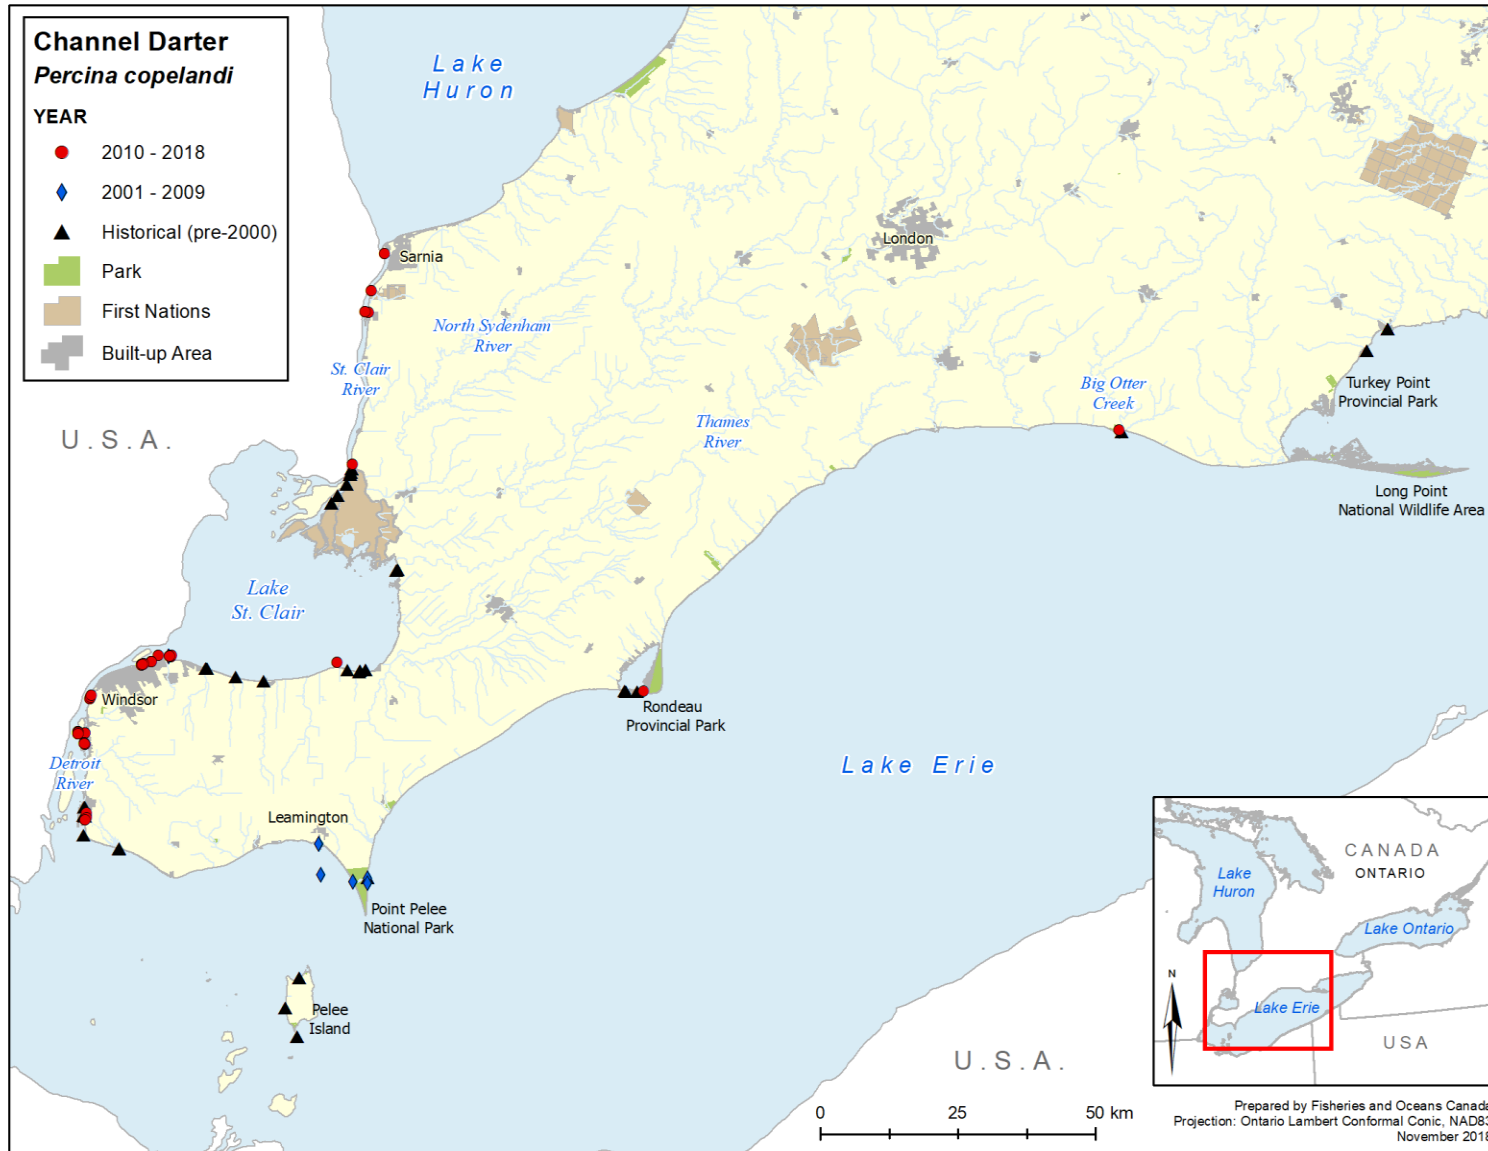 Channel Darter
Percina copelandi
YEAR
2010 - 2018
2001 - 2009
Historical (pre-2000)
Park
First Nations
Built-up Area
Lake
Huron
Sarnia
London
North Sydenham
River
St. Clair
River
U.S.A.
Thames
River
Big Otter
Creek
Turkey Point
Provincial Park
Long Point
National Wildlife Area
Lake
St. Clair
Windsor
Detroit
River
Rondeau
Provincial Park
Lake Erie
Leamington
Point Pelee
National Park
Pelee
Island
U.S.A.
CANADA
ONTARIO
Lake
Huron
Lake Ontario
Lake Erie
USA
N
0 25 50 km
Prepared by Fisheries and Oceans Canada
Projection: Ontario Lambert Conformal Conic, NAD83
November 2018